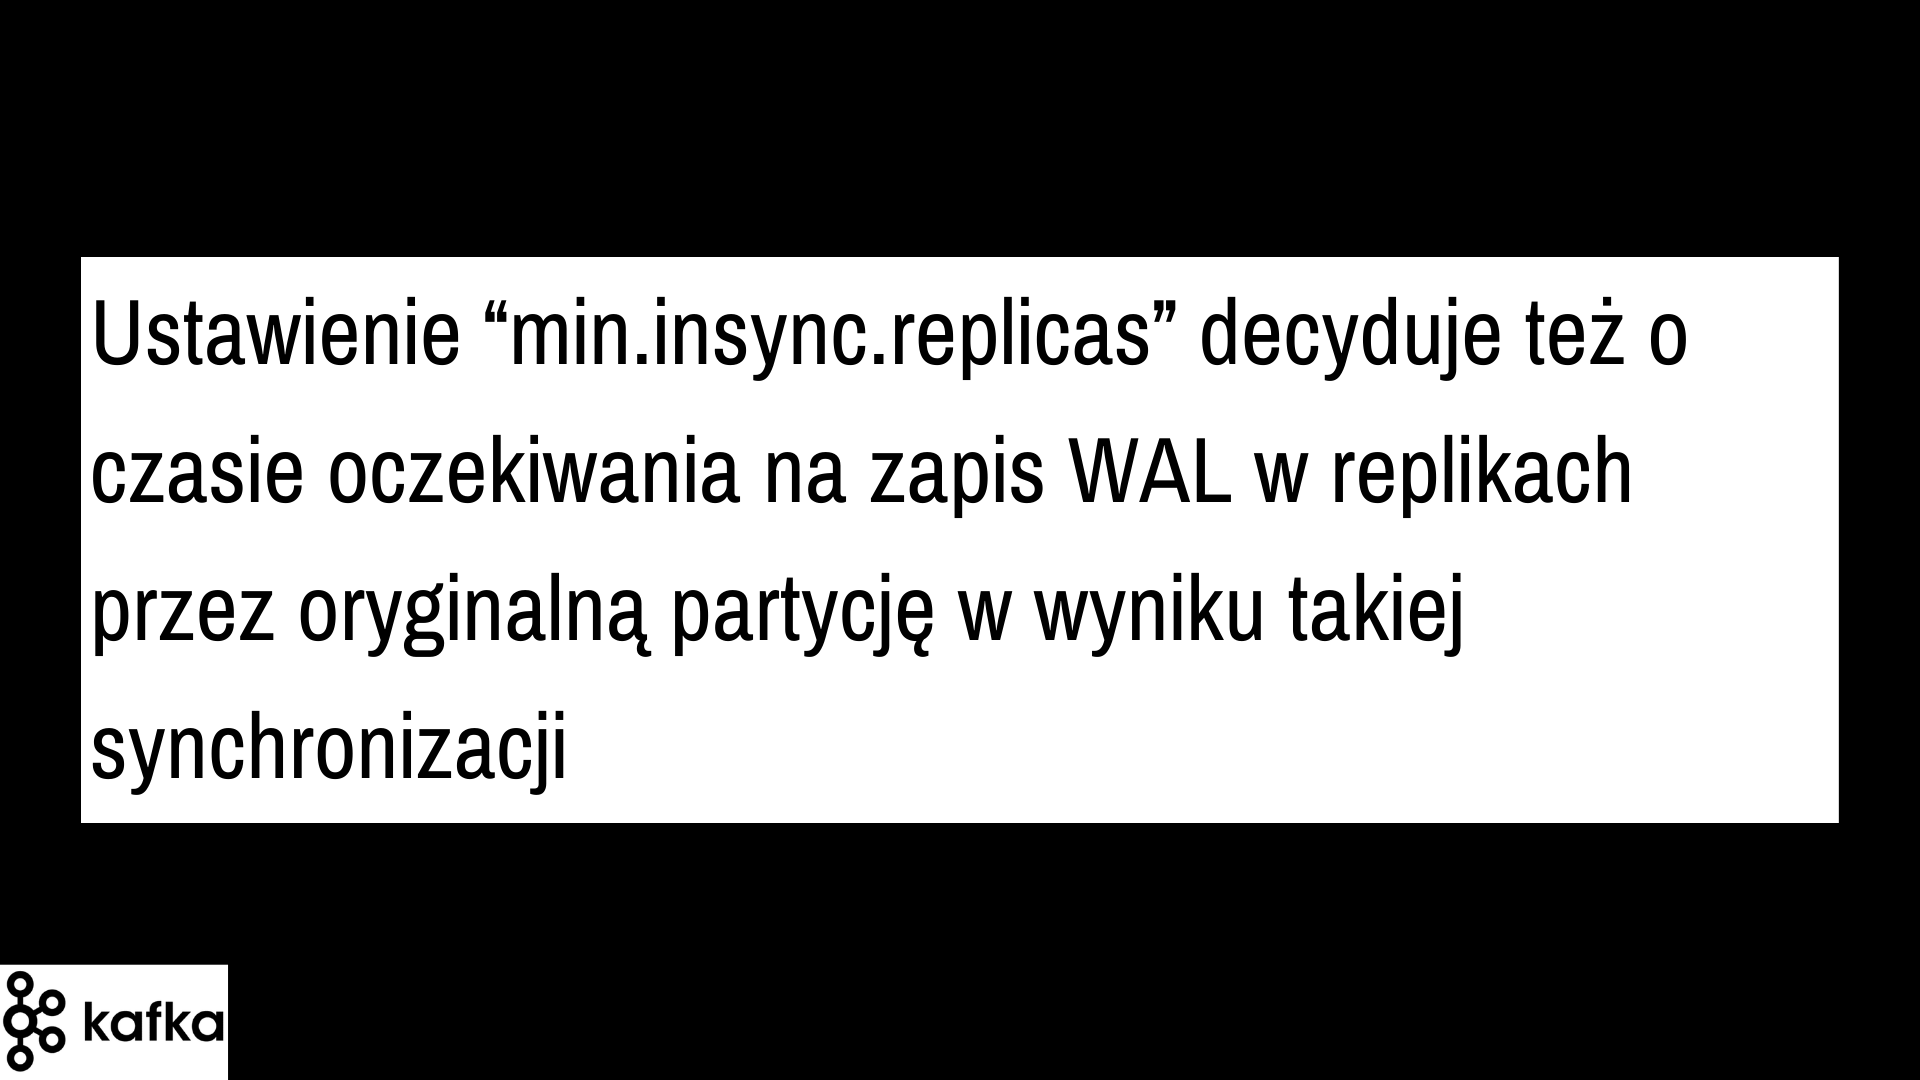 Ustawienie “min.insync.replicas” decyduje też o
czasie oczekiwania na zapis WAL w replikach
przez oryginalną partycję w wyniku takiej
synchronizacji
kafka